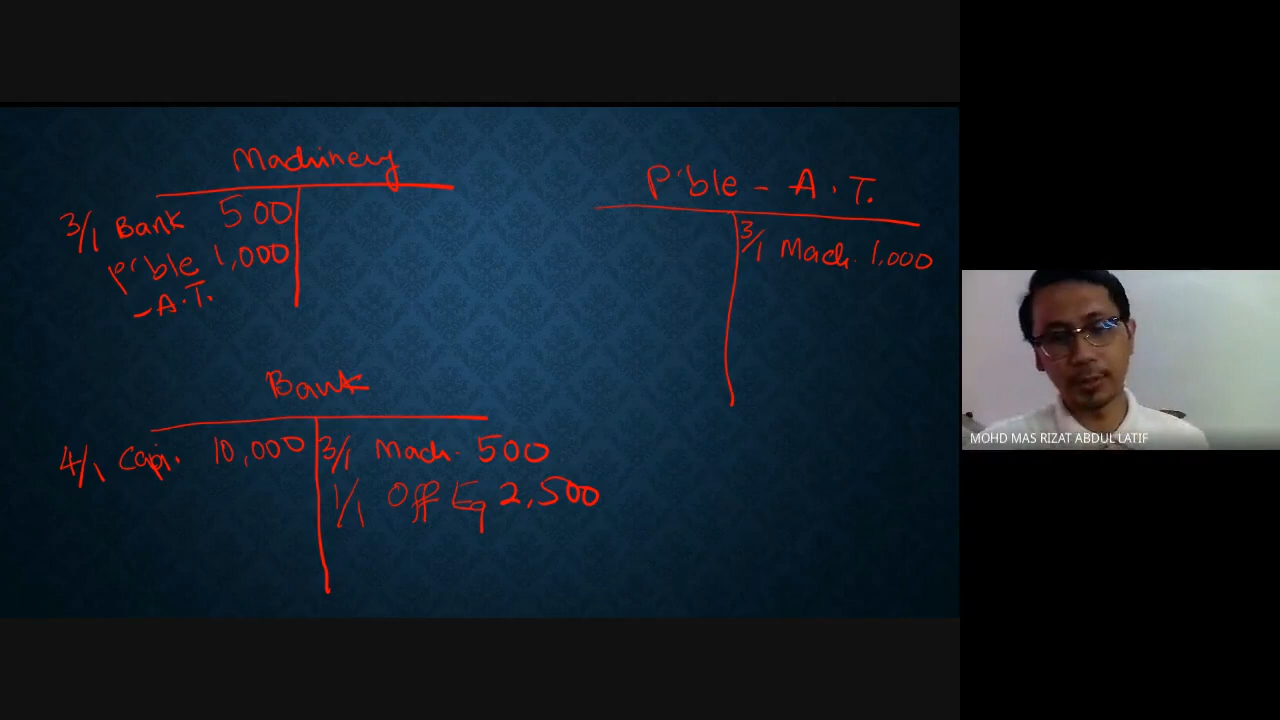 Machinery
3/1 Bank 500
P'ble 1,000
- A.T.
P'ble - A.T.
3/1 Mach. 1,000
Bank
4/1 Capi. 10,000
3/1 Mach. 500
1/1 Off Eq 2,500
MOHD MAS RIZAT ABDUL LATIF